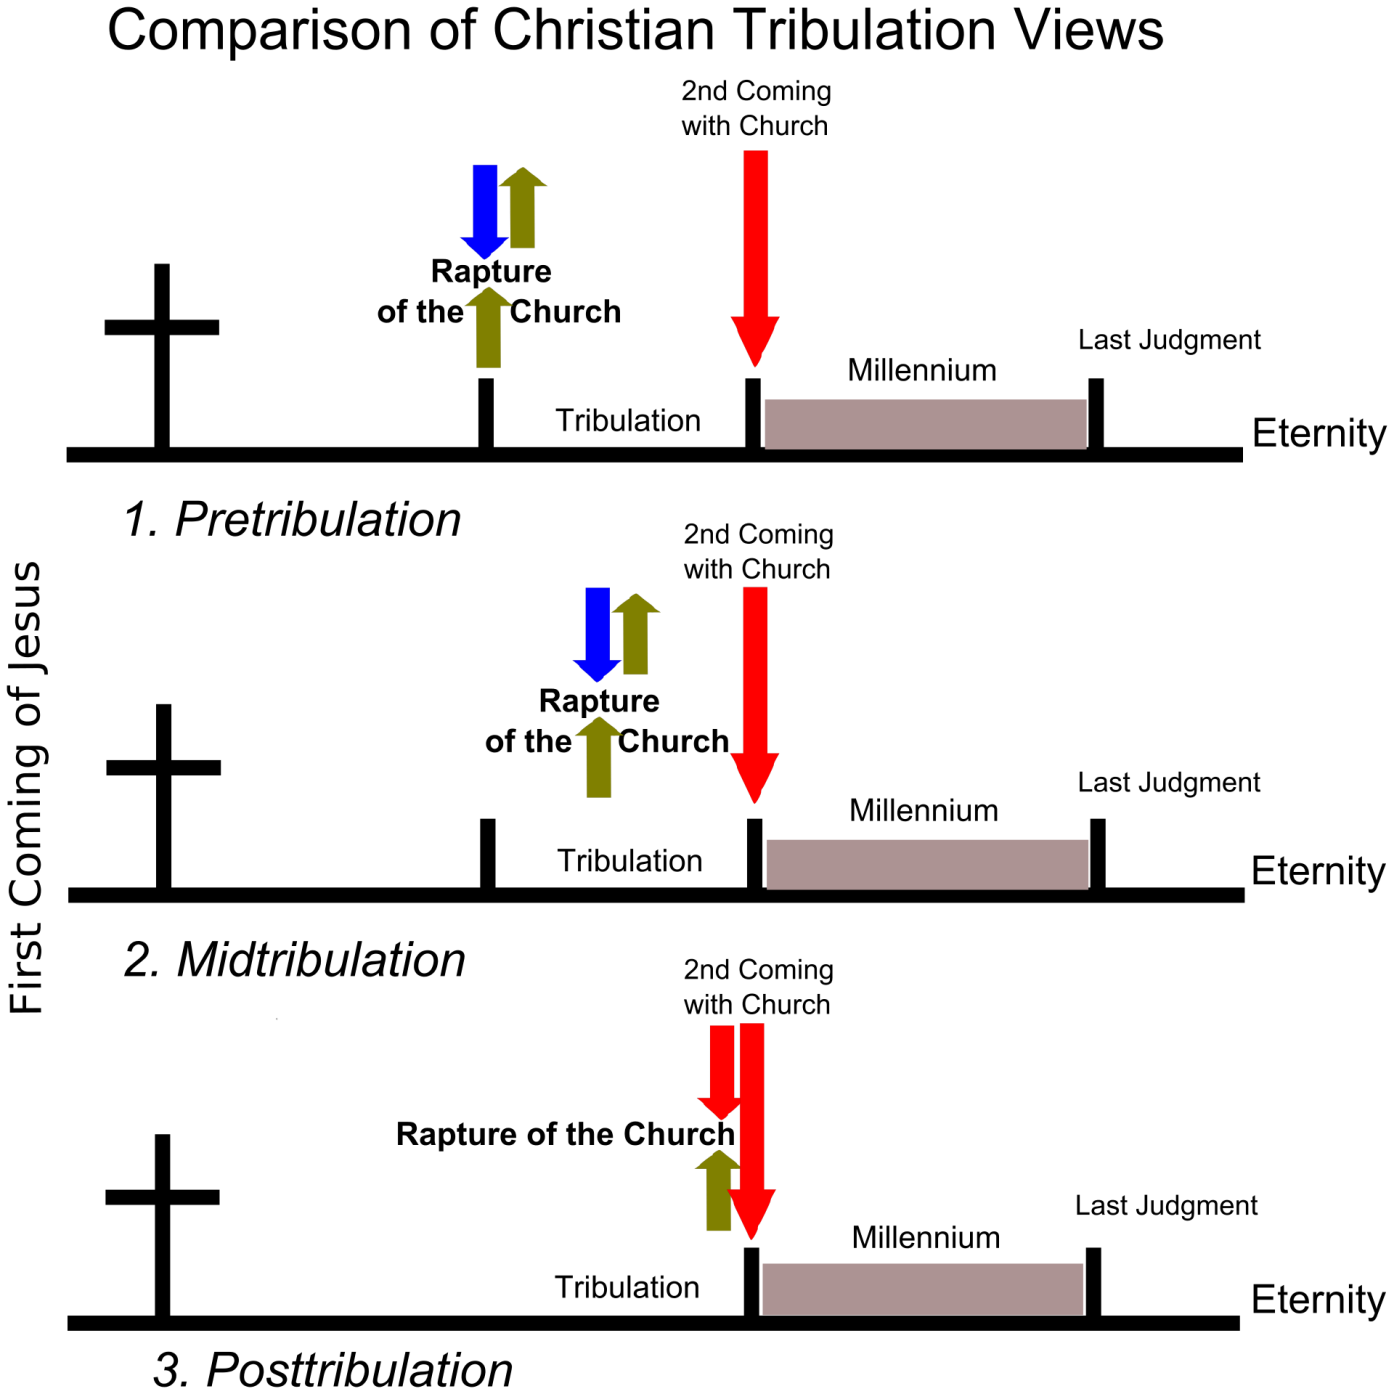 Comparison of Christian Tribulation Views
2nd Coming
with Church
Rapture
of the Church
Last Judgment
Millennium
Tribulation
Eternity
1. Pretribulation
First Coming of Jesus
2nd Coming
with Church
Rapture
of the Church
Last Judgment
Millennium
Tribulation
Eternity
2. Midtribulation
2nd Coming
with Church
Rapture of the Church
Last Judgment
Millennium
Tribulation
Eternity
3. Posttribulation